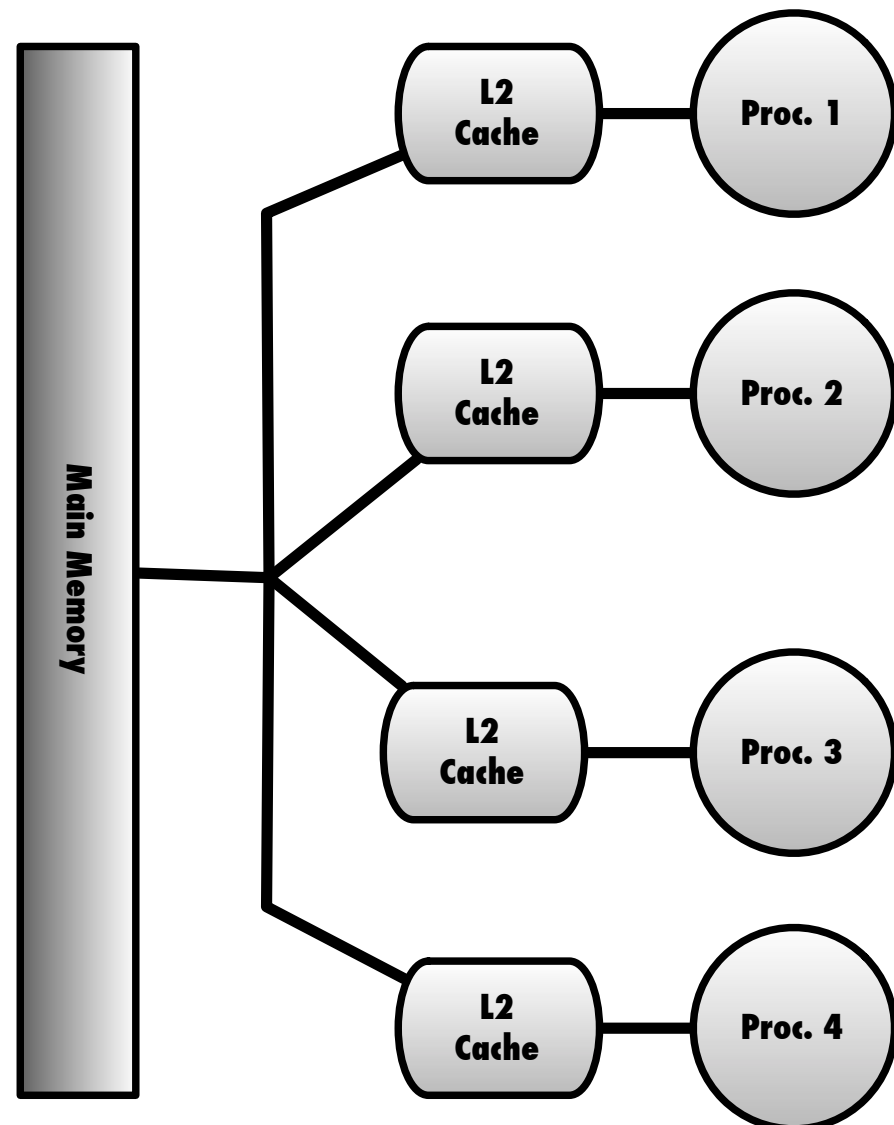 Main Memory
L2
Cache
Proc. 1
L2
Cache
Proc. 2
L2
Cache
Proc. 3
L2
Cache
Proc. 4